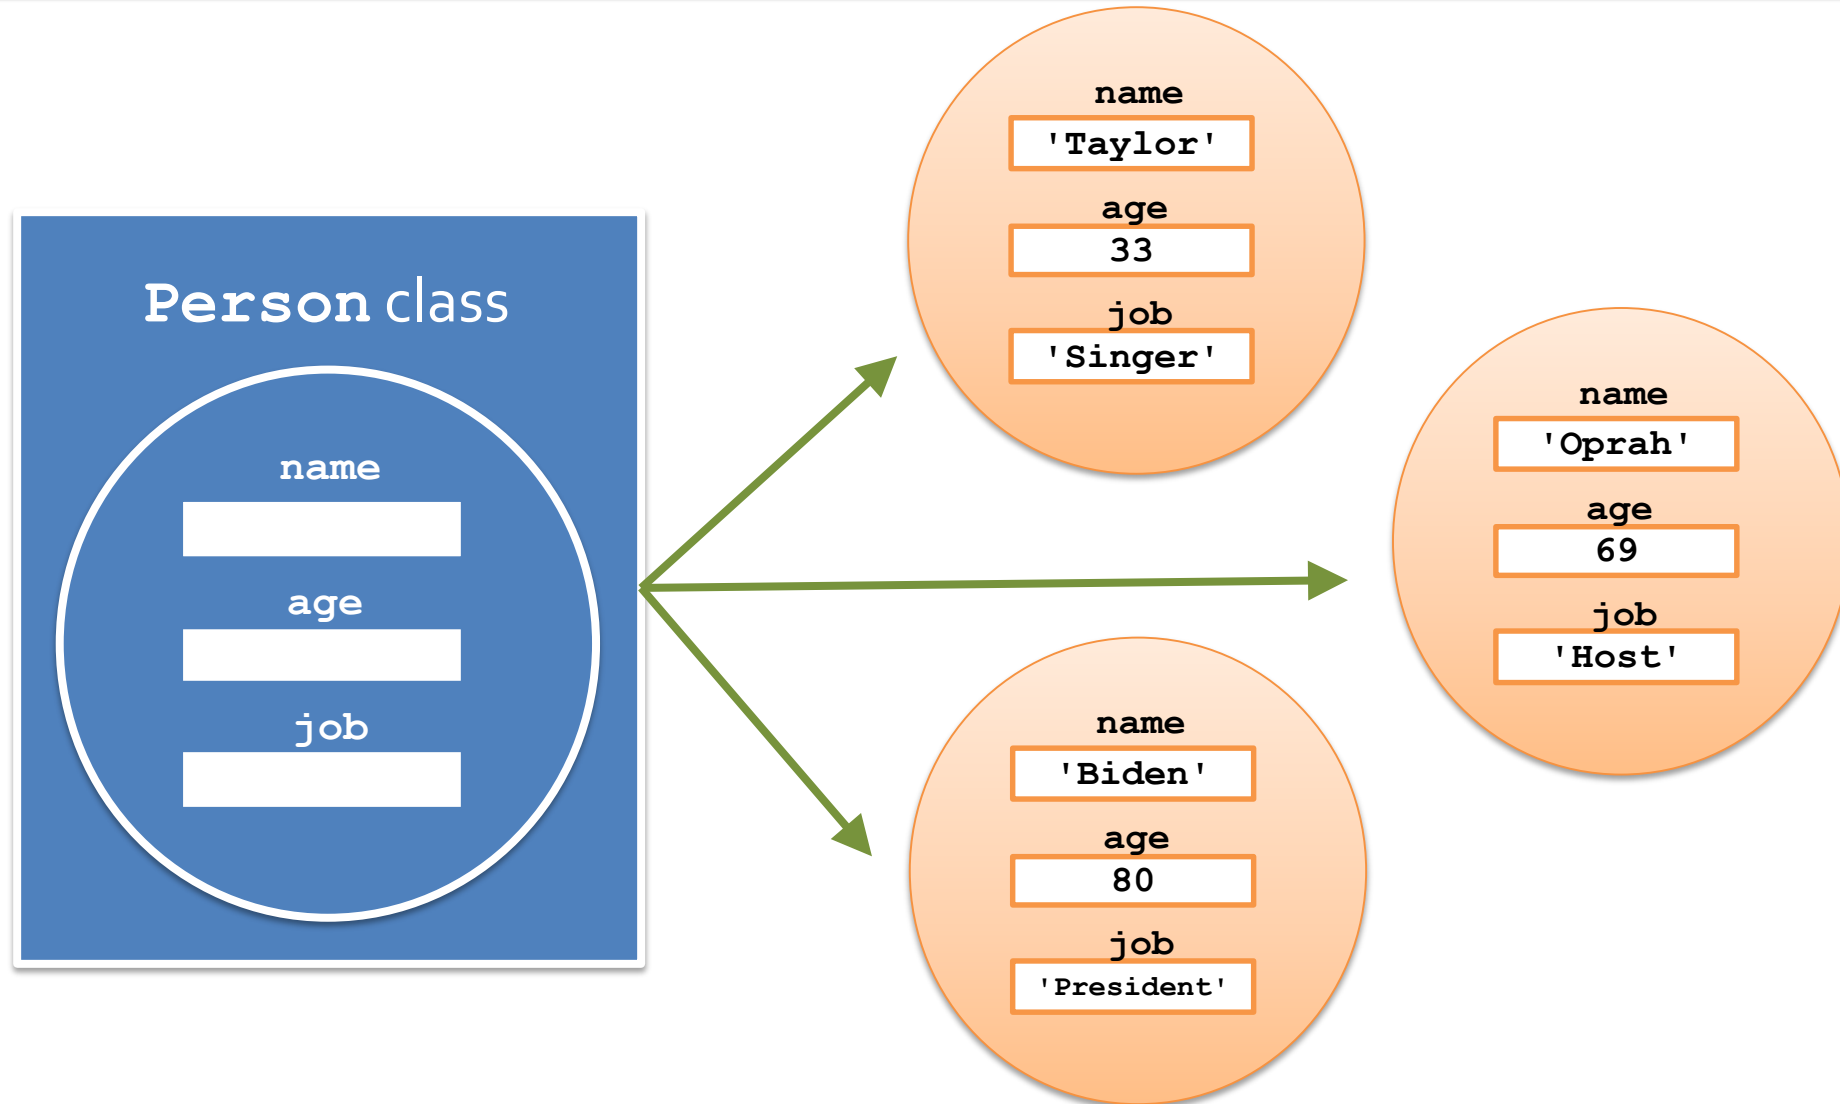 Person class
name
age
job
name
'Taylor'
age
33
job
'Singer'
name
'Oprah'
age
69
job
'Host'
name
'Biden'
age
80
job
'President'